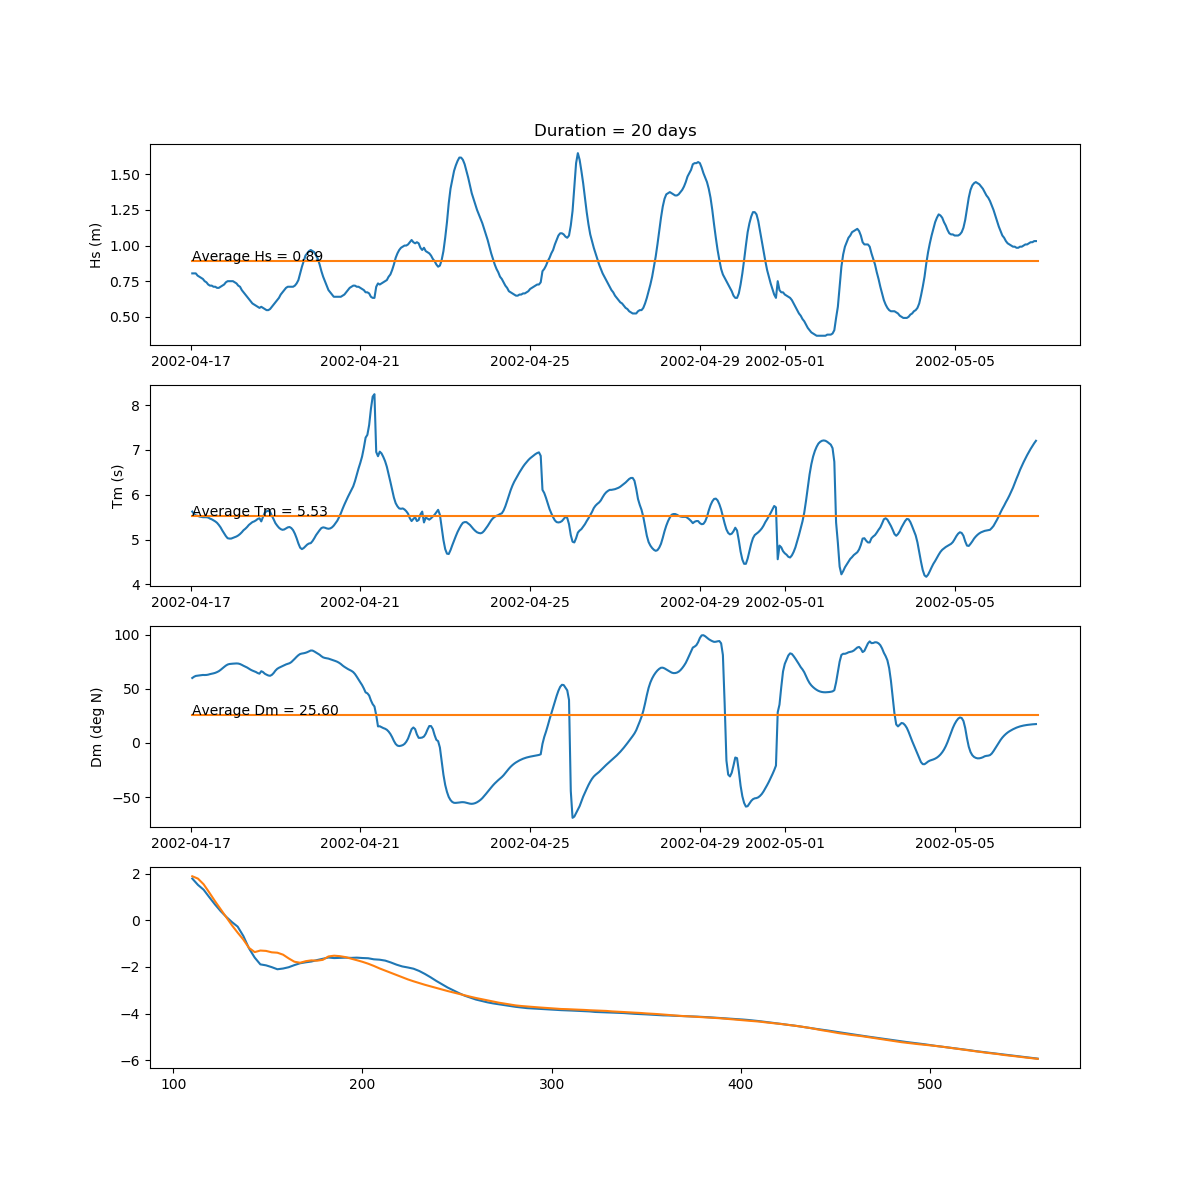 Duration = 20 days
1.50
1.25
1.00
0.75
0.50
Hs (m)
Average Hs = 0.89
2002-04-17 2002-04-21 2002-04-25 2002-04-29 2002-05-01 2002-05-05
8
7
6
5
4
Tm (s)
Average Tm = 5.53
2002-04-17 2002-04-21 2002-04-25 2002-04-29 2002-05-01 2002-05-05
100
50
0
−50
Dm (deg N)
Average Dm = 25.60
2002-04-17 2002-04-21 2002-04-25 2002-04-29 2002-05-01 2002-05-05
2
0
−2
−4
−6
100 200 300 400 500